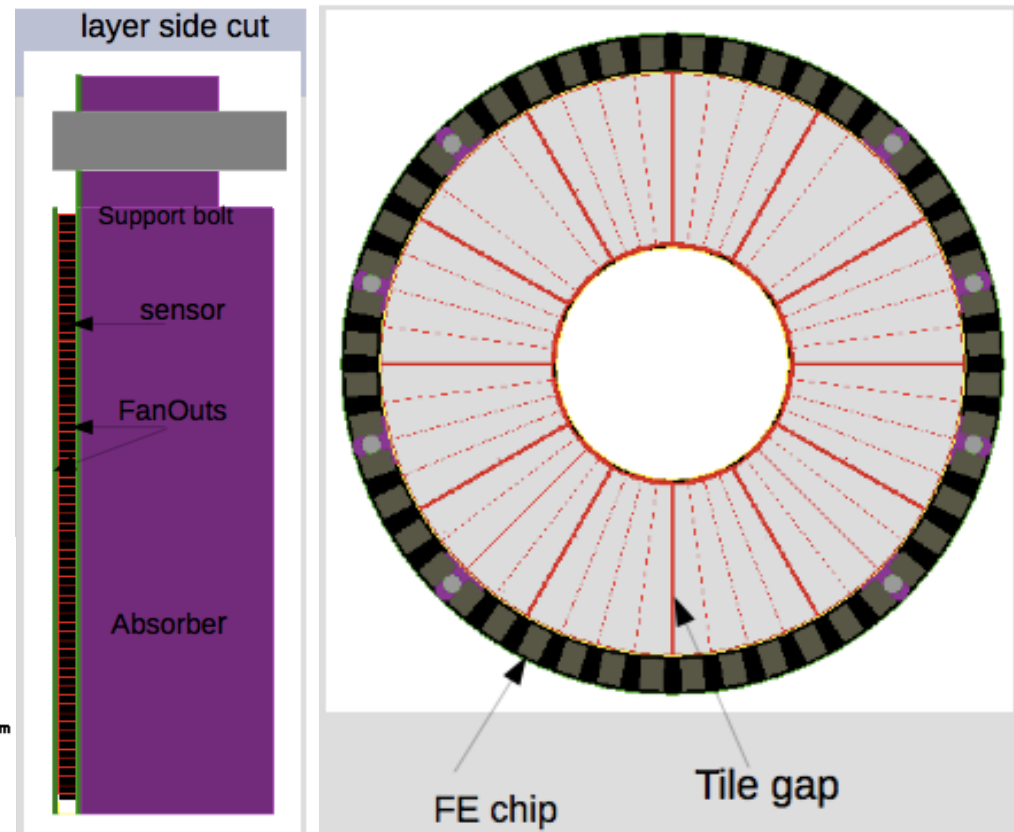 layer side cut
Support bolt
sensor
FanOuts
Absorber
m
FE chip
Tile gap